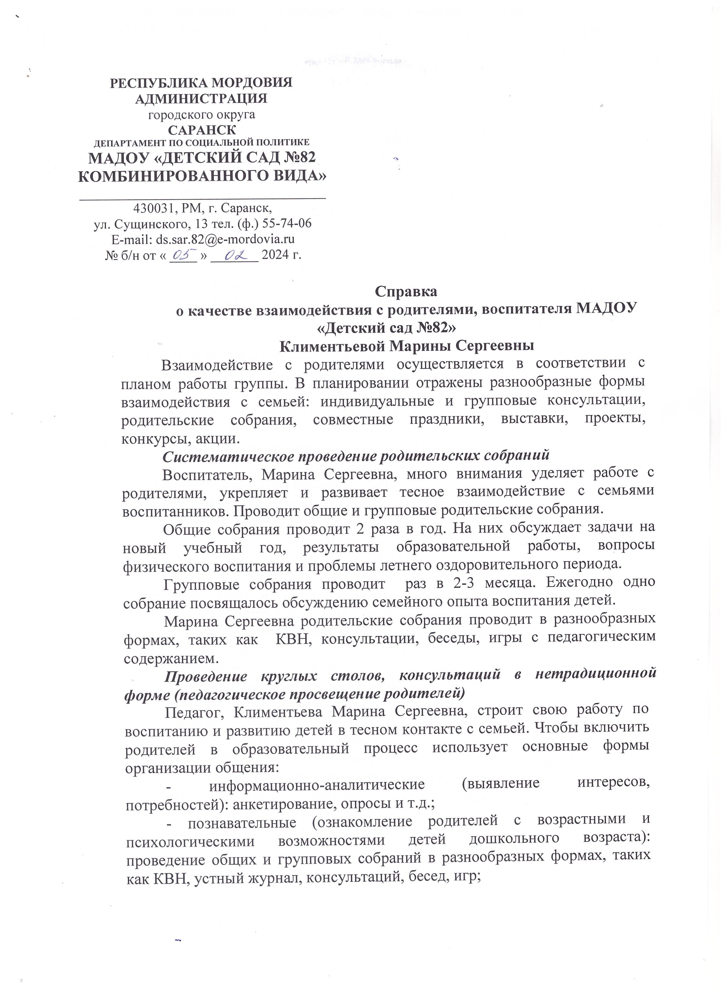 РЕСПУБЛИКА МОРДОВИЯ
АДМИНИСТРАЦИЯ
городского округа
САРАНСК
ДЕПАРТАМЕНТ ПО СОЦИАЛЬНОЙ ПОЛИТИКЕ
МАДОУ «ДЕТСКИЙ САД №82
КОМБИНИРОВАННОГО ВИДА»
430031, РМ, г. Саранск,
ул. Сущинского, 13 тел. (ф.) 55-74-06
E-mail: ds.sar.82@e-mordovia.ru
№ б/н от « 05 » 02 2024 г.
Справка
о качестве взаимодействия с родителями, воспитателя МАДОУ
«Детский сад №82»
Климентьевой Марины Сергеевны
Взаимодействие с родителями осуществляется в соответствии с
планом работы группы. В планировании отражены разнообразные формы
взаимодействия с семьей: индивидуальные и групповые консультации,
родительские собрания, совместные праздники, выставки, проекты,
конкурсы, акции.
Систематическое проведение родительских собраний
Воспитатель, Марина Сергеевна, много внимания уделяет работе с
родителями, укрепляет и развивает тесное взаимодействие с семьями
воспитанников. Проводит общие и групповые родительские собрания.
Общие собрания проводит 2 раза в год. На них обсуждает задачи на
новый учебный год, результаты образовательной работы, вопросы
физического воспитания и проблемы летнего оздоровительного периода.
Групповые собрания проводит раз в 2-3 месяца. Ежегодно одно
собрание посвящалось обсуждению семейного опыта воспитания детей.
Марина Сергеевна родительские собрания проводит в разнообразных
формах, таких как КВН, консультации, беседы, игры с педагогическим
содержанием.
Проведение круглых столов, консультаций в нетрадиционной
форме (педагогическое просвещение родителей)
Педагог, Климентьева Марина Сергеевна, строит свою работу по
воспитанию и развитию детей в тесном контакте с семьей. Чтобы включить
родителей в образовательный процесс использует основные формы
организации общения:
- информационно-аналитические (выявление интересов,
потребностей): анкетирование, опросы и т.д.;
- познавательные (ознакомление родителей с возрастными и
психологическими возможностями детей дошкольного возраста):
проведение общих и групповых собраний в разнообразных формах, таких
как КВН, устный журнал, консультаций, бесед, игр;